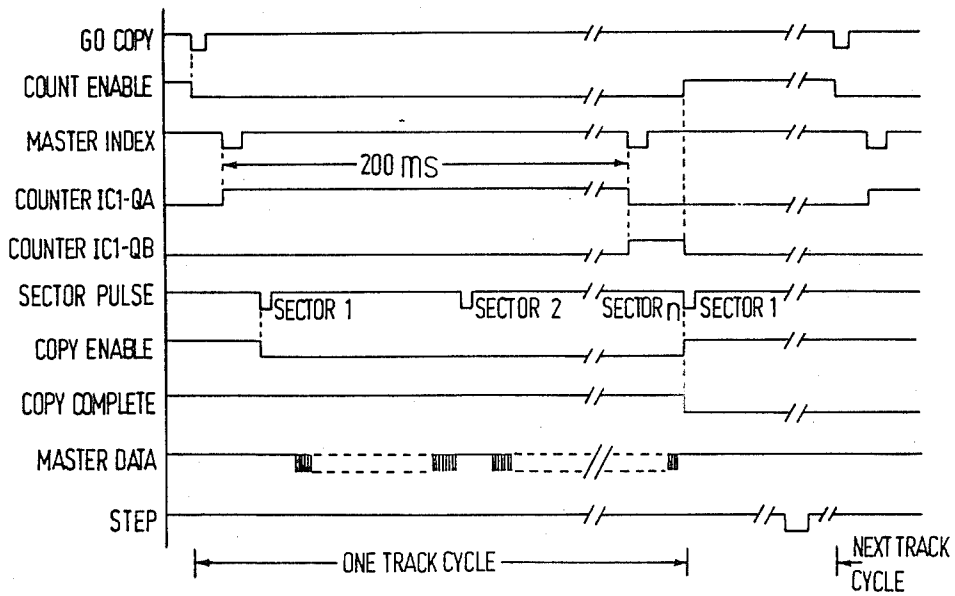 GO COPY
COUNT ENABLE
MASTER INDEX
200 ms
COUNTER IC1-QA
COUNTER IC1-QB
SECTOR PULSE
SECTOR 1
SECTOR 2
SECTOR n
SECTOR 1
COPY ENABLE
COPY COMPLETE
MASTER DATA
STEP
ONE TRACK CYCLE
NEXT TRACK
CYCLE